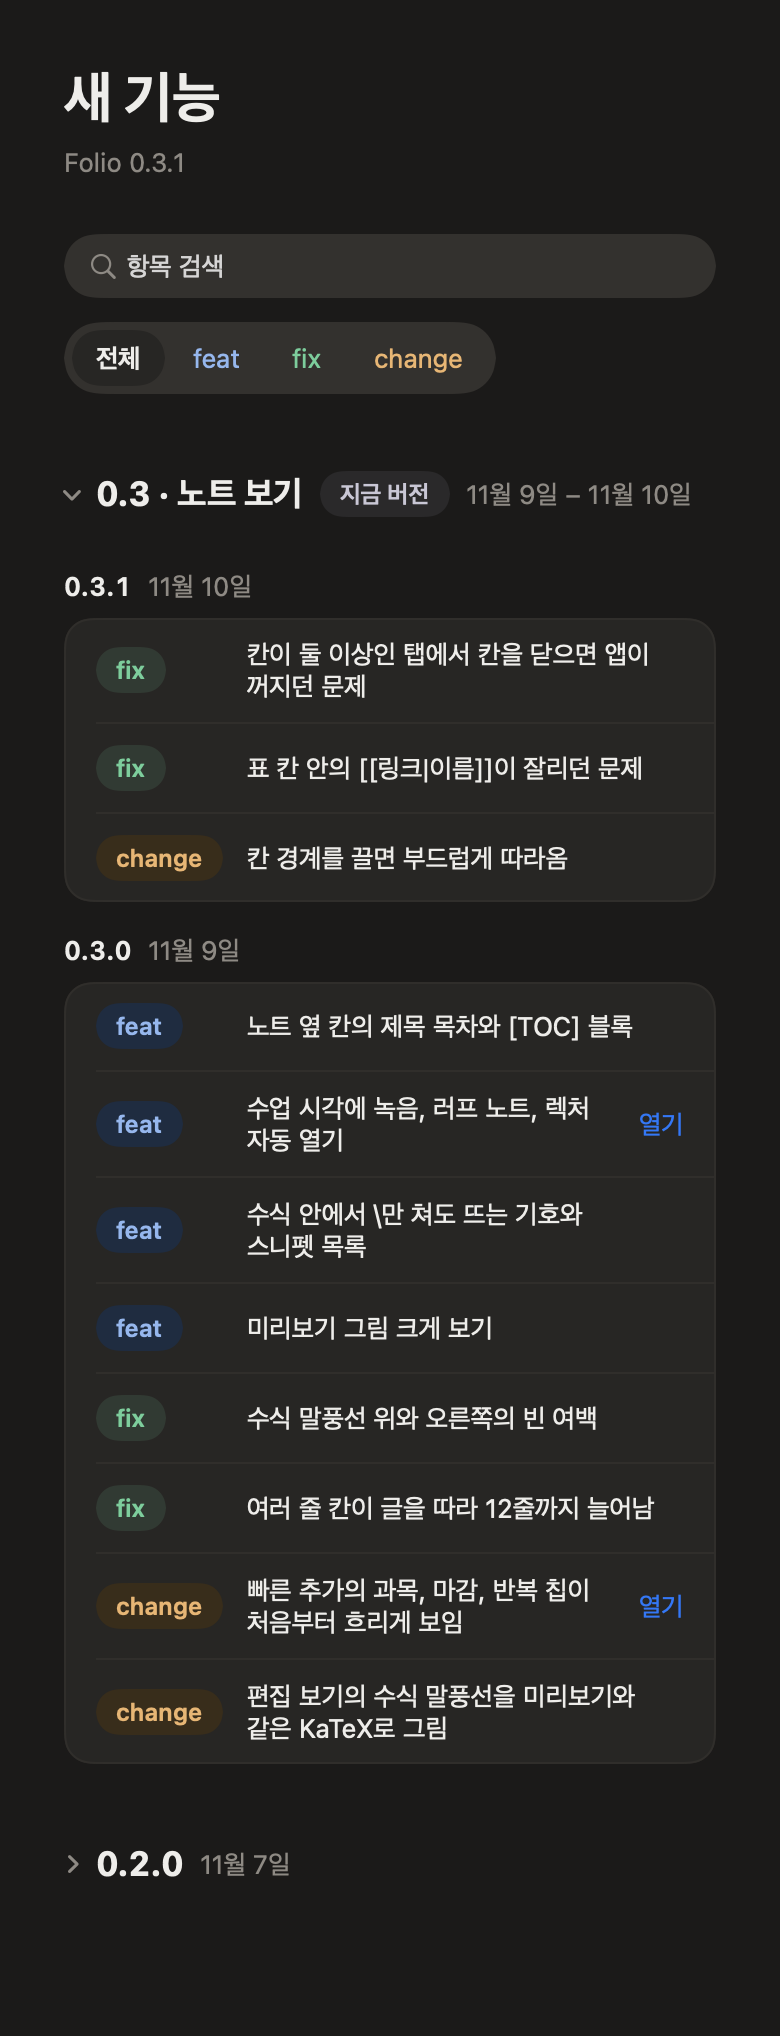 새 기능
Folio 0.3.1
항목 검색
전체 feat fix change
0.3 · 노트 보기 지금 버전 11월 9일 – 11월 10일
0.3.1 11월 10일
fix 칸이 둘 이상인 탭에서 칸을 닫으면 앱이
꺼지던 문제
fix 표 칸 안의 [[링크|이름]]이 잘리던 문제
change 칸 경계를 끌면 부드럽게 따라옴
0.3.0 11월 9일
feat 노트 옆 칸의 제목 목차와 [TOC] 블록
feat 수업 시각에 녹음, 러프 노트, 렉처
자동 열기 열기
feat 수식 안에서 \만 쳐도 뜨는 기호와
스니펫 목록
feat 미리보기 그림 크게 보기
fix 수식 말풍선 위와 오른쪽의 빈 여백
fix 여러 줄 칸이 글을 따라 12줄까지 늘어남
change 빠른 추가의 과목, 마감, 반복 칩이
처음부터 흐리게 보임 열기
change 편집 보기의 수식 말풍선을 미리보기와
같은 KaTeX로 그림
0.2.0 11월 7일